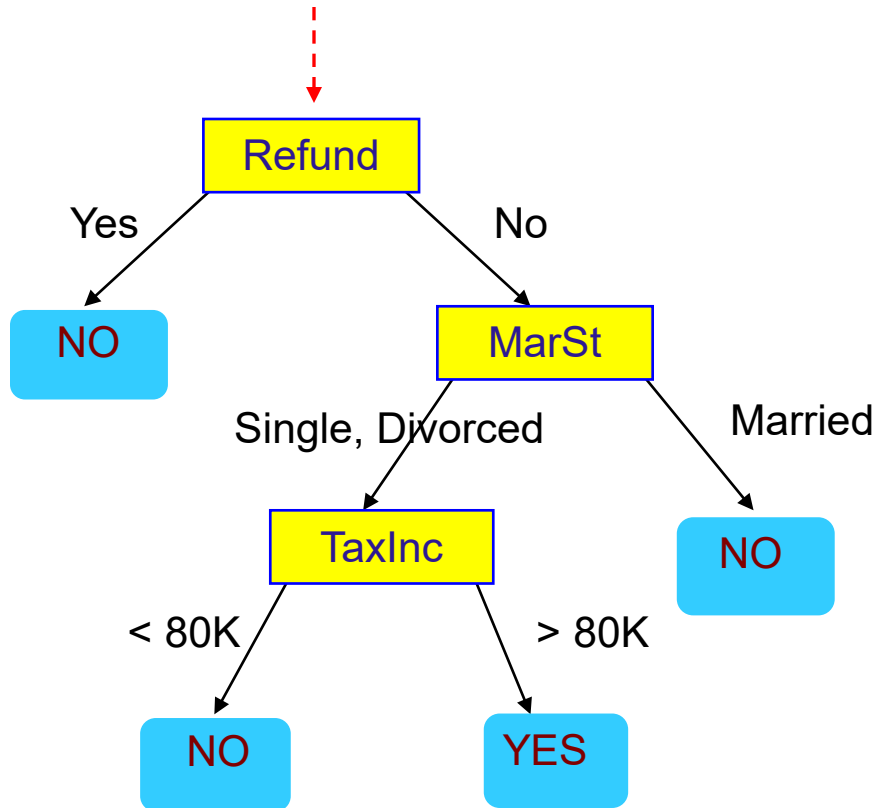 Refund
Yes
No
NO
MarSt
Single, Divorced
Married
TaxInc
NO
< 80K
> 80K
NO
YES